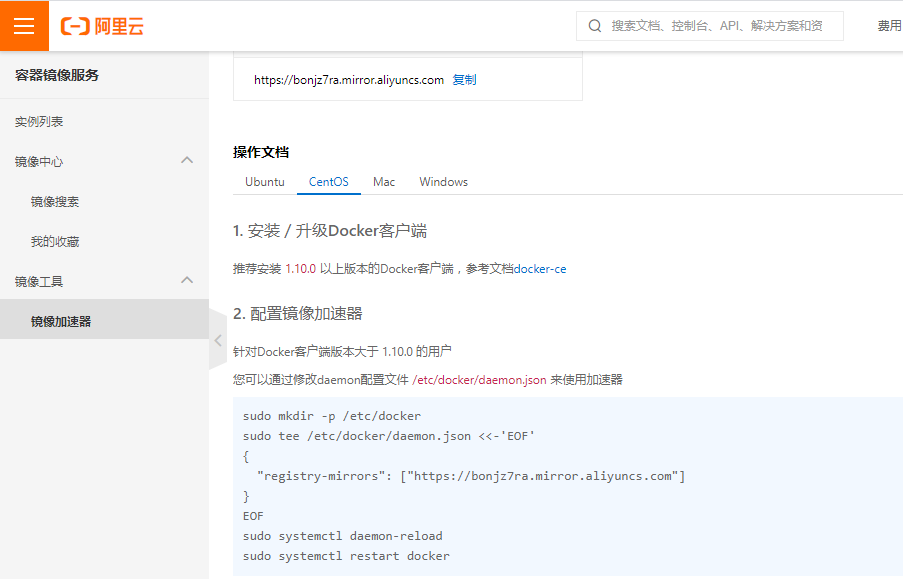 阿里云
搜索文档、控制台、API、解决方案和资
费用
容器镜像服务
实例列表
镜像中心
镜像搜索
我的收藏
镜像工具
镜像加速器
https://bonjz7ra.mirror.aliyuncs.com 复制
操作文档
Ubuntu CentOS Mac Windows
1. 安装 / 升级Docker客户端
推荐安装 1.10.0 以上版本的Docker客户端，参考文档docker-ce
2. 配置镜像加速器
针对Docker客户端版本大于 1.10.0 的用户
您可以通过修改daemon配置文件 /etc/docker/daemon.json 来使用加速器
sudo mkdir -p /etc/docker
sudo tee /etc/docker/daemon.json <<-'EOF'
{
  "registry-mirrors": ["https://bonjz7ra.mirror.aliyuncs.com"]
}
EOF
sudo systemctl daemon-reload
sudo systemctl restart docker